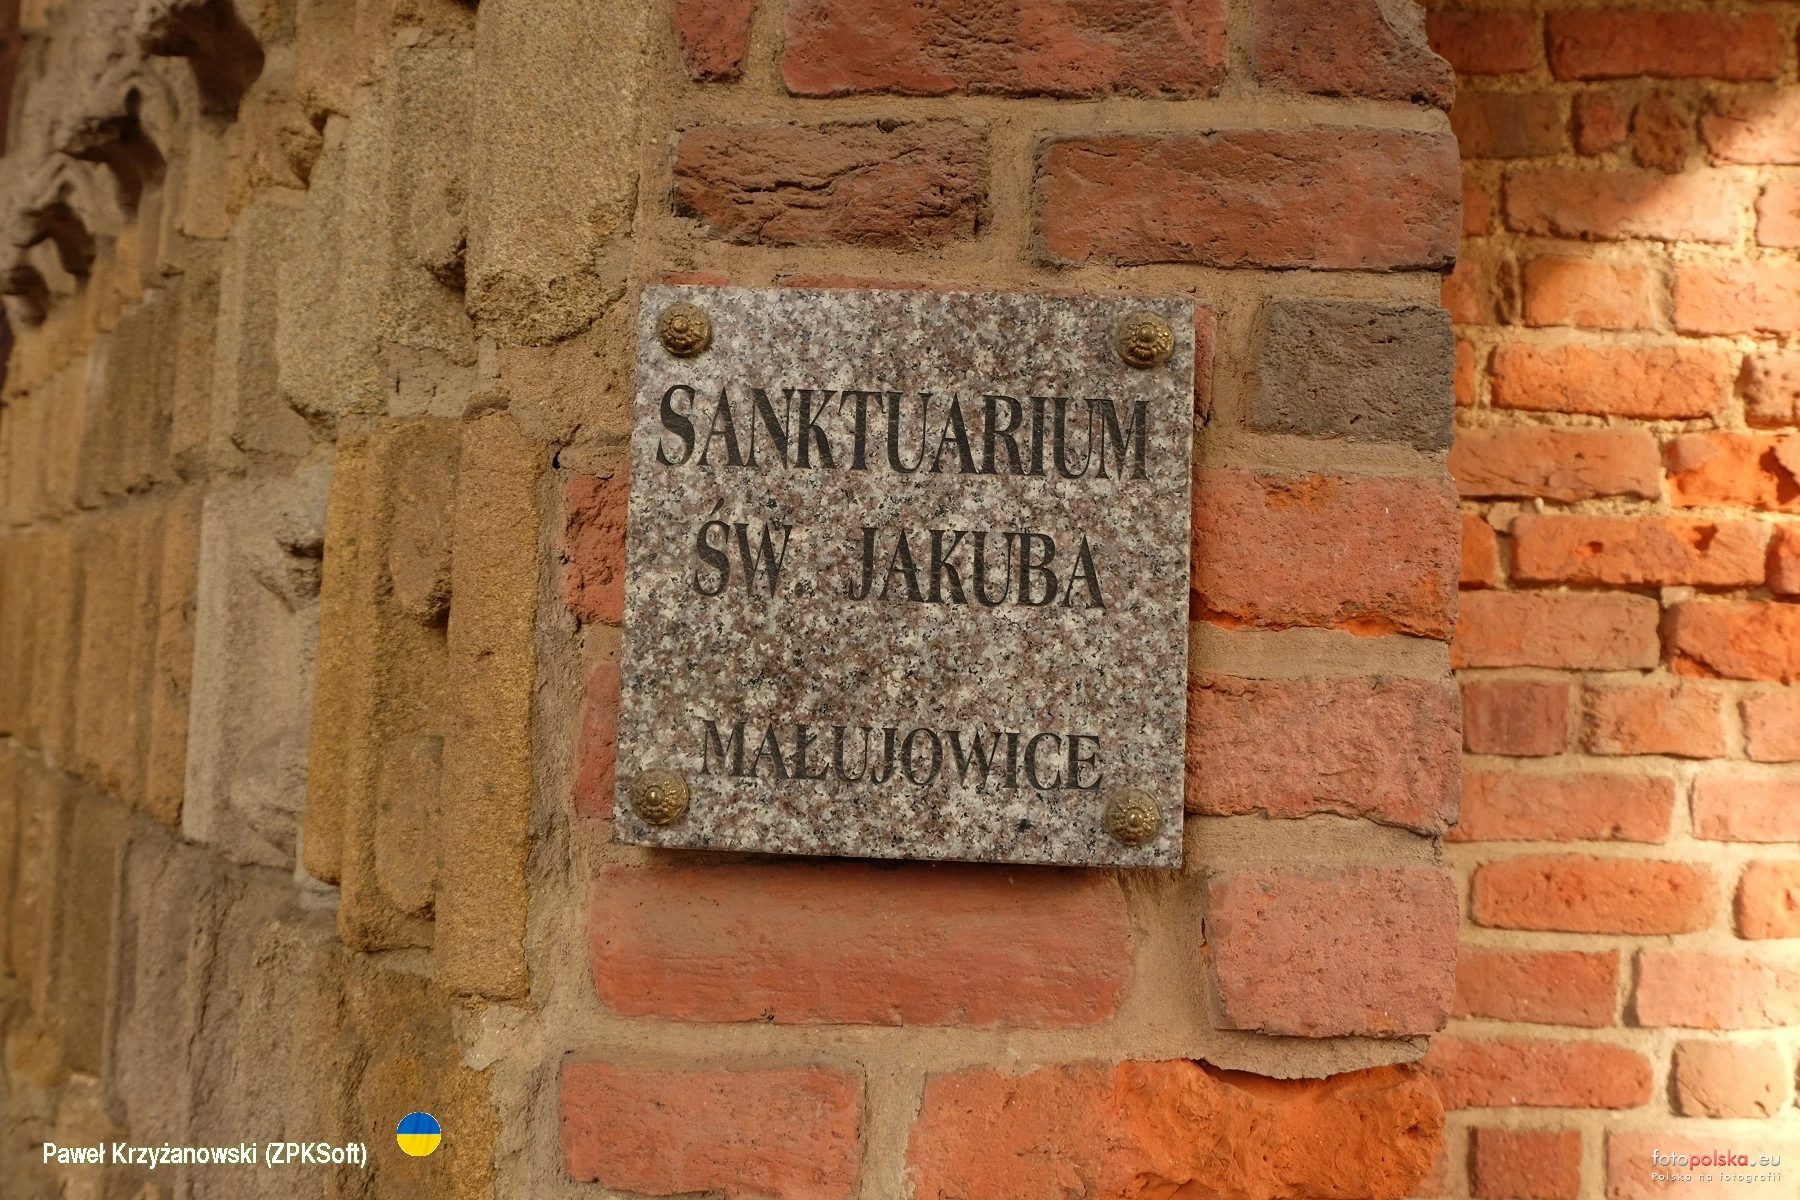 SANKTUARIUM
ŚW. JAKUBA
MAŁUJOWICE
Paweł Krzyżanowski (ZPKSoft)
fotopolska.eu
Polska na fotografii